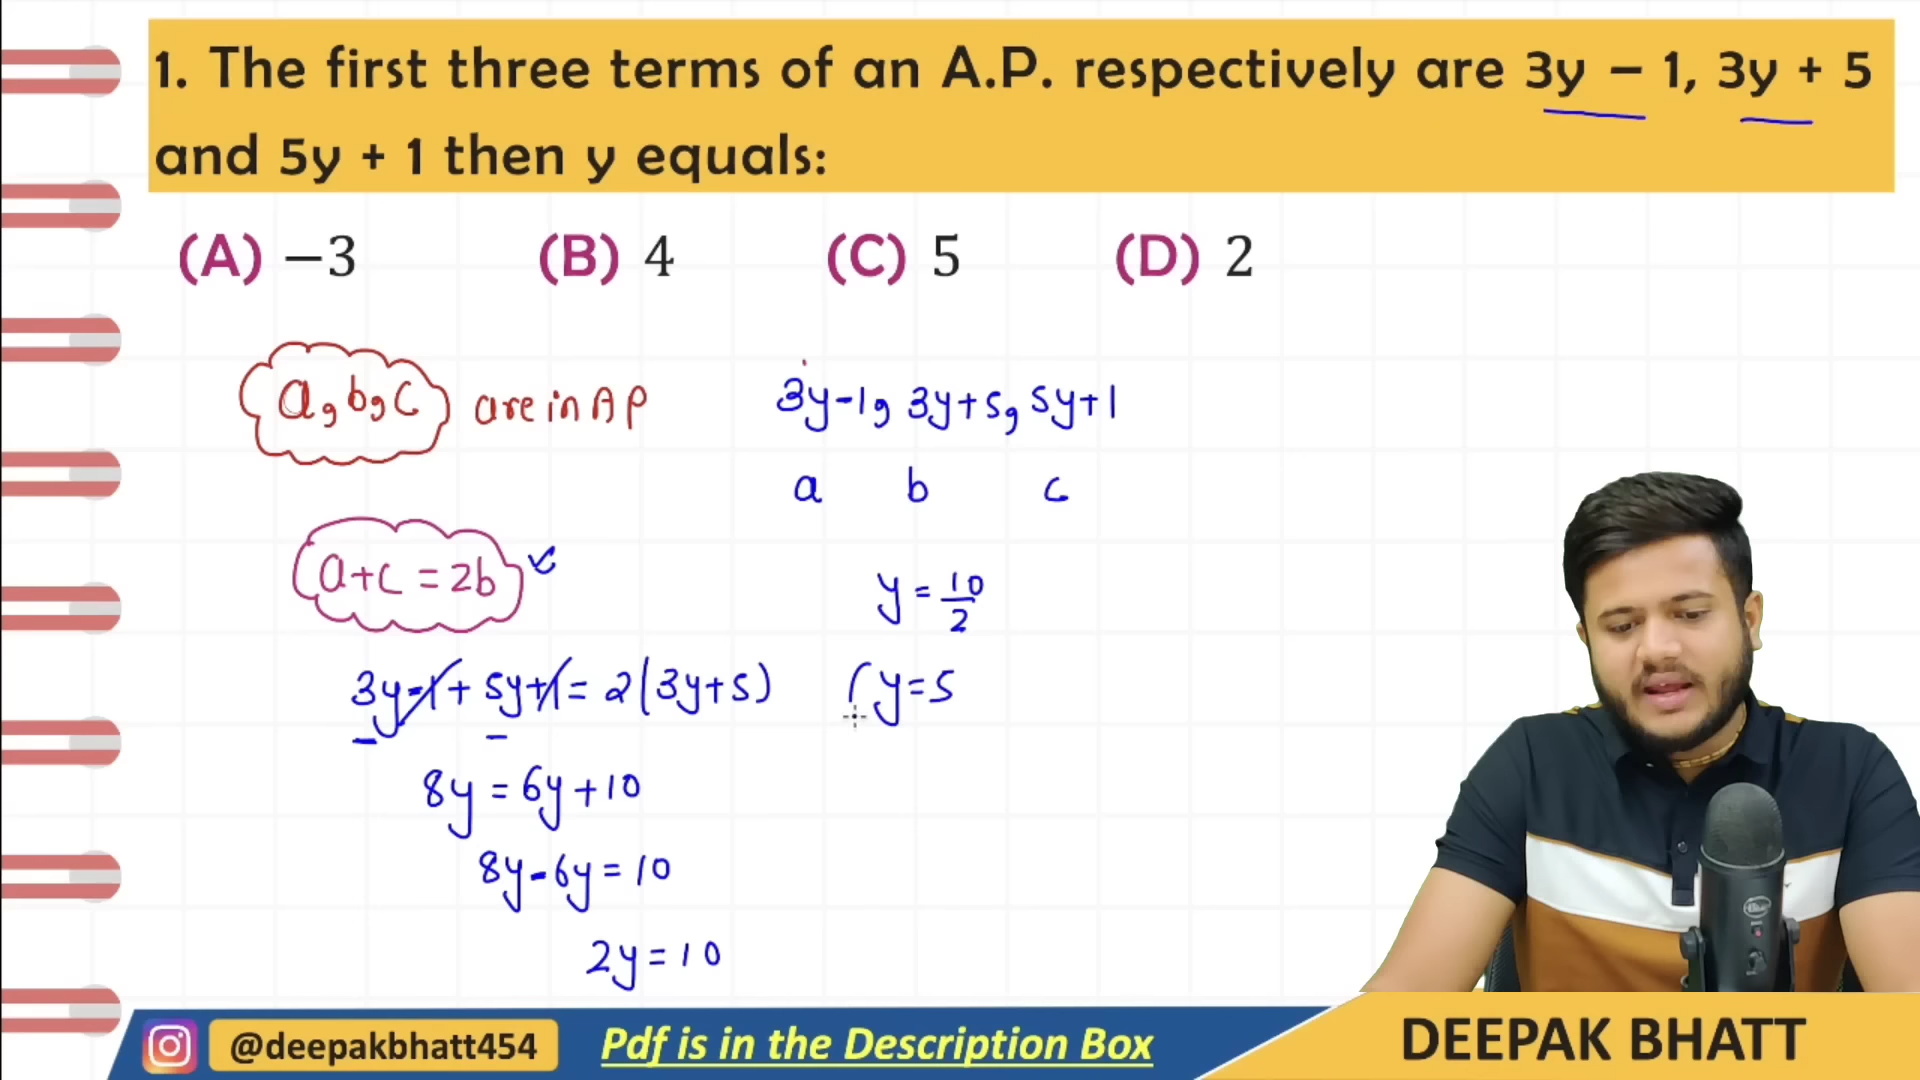 1. The first three terms of an A.P. respectively are 3y – 1, 3y + 5
and 5y + 1 then y equals:
(A) −3 (B) 4 (C) 5 (D) 2
a, b, c are in AP
3y-1, 3y+5, 5y+1
a b c
a+c = 2b
y = 10/2
3y-1 + 5y+1 = 2(3y+5)
y=5
8y = 6y+10
8y-6y = 10
2y = 10
@deepakbhatt454
Pdf is in the Description Box
DEEPAK BHATT